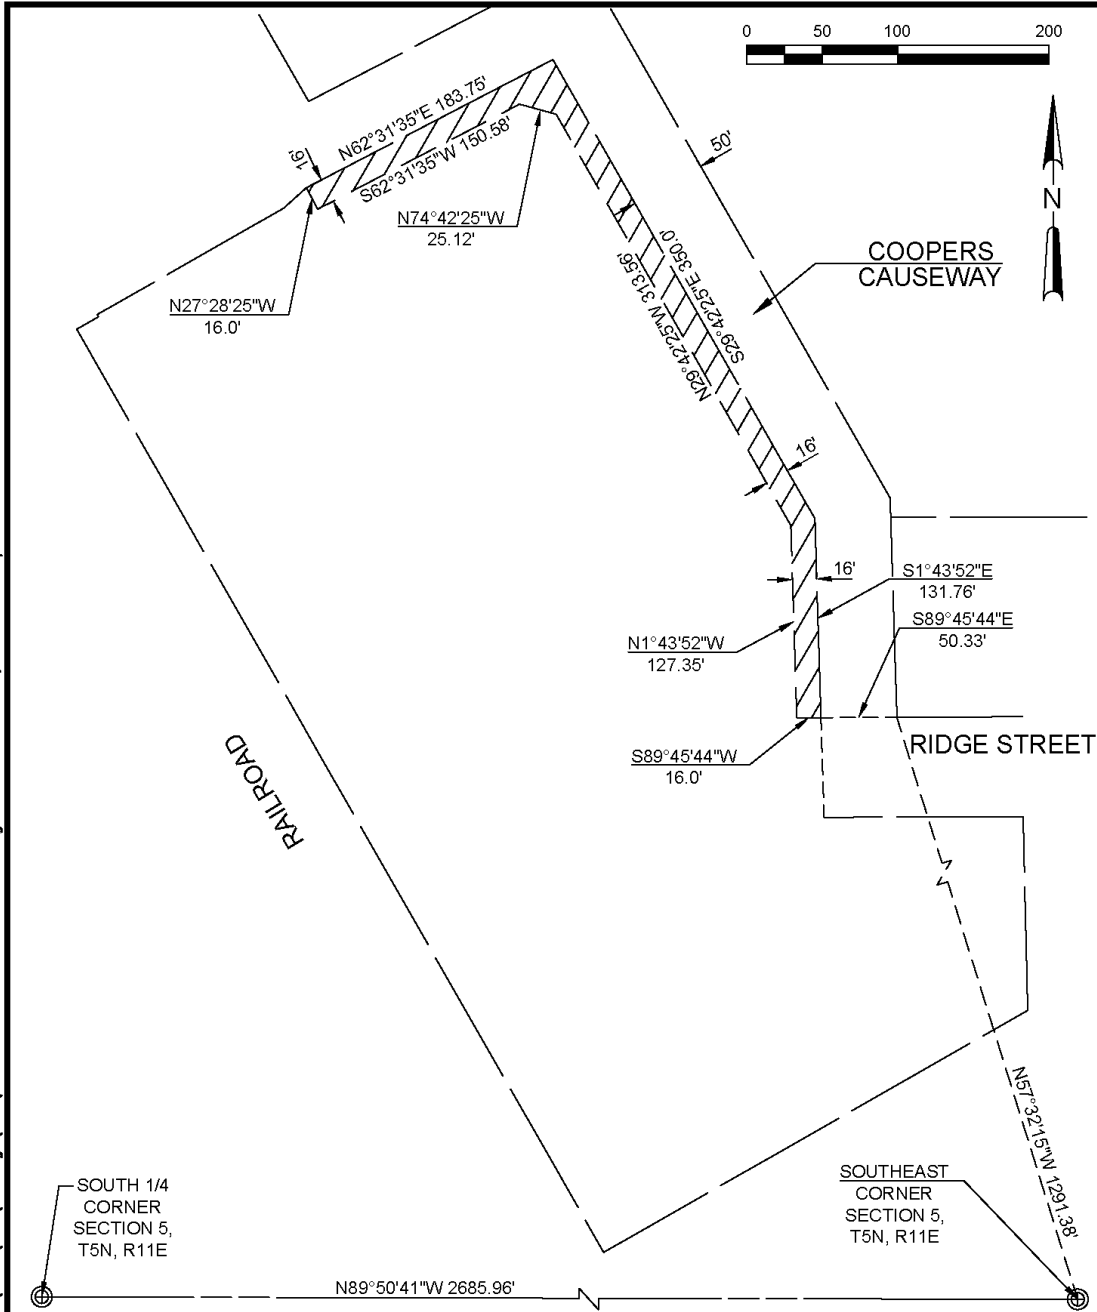 0 50 100 200
N62°31'35"E 183.75'
S62°31'35"W 150.58'
16'
50'
N
N74°42'25"W
25.12'
COOPERS
CAUSEWAY
N27°28'25"W
16.0'
S29°42'25"E 350.0'
N29°42'25"W 313.56'
16'
16'
S1°43'52"E
131.76'
S89°45'44"E
50.33'
N1°43'52"W
127.35'
RIDGE STREET
S89°45'44"W
16.0'
RAILROAD
N57°32'15"W 1291.38'
SOUTH 1/4
CORNER
SECTION 5,
T5N, R11E
SOUTHEAST
CORNER
SECTION 5,
T5N, R11E
N89°50'41"W 2685.96'